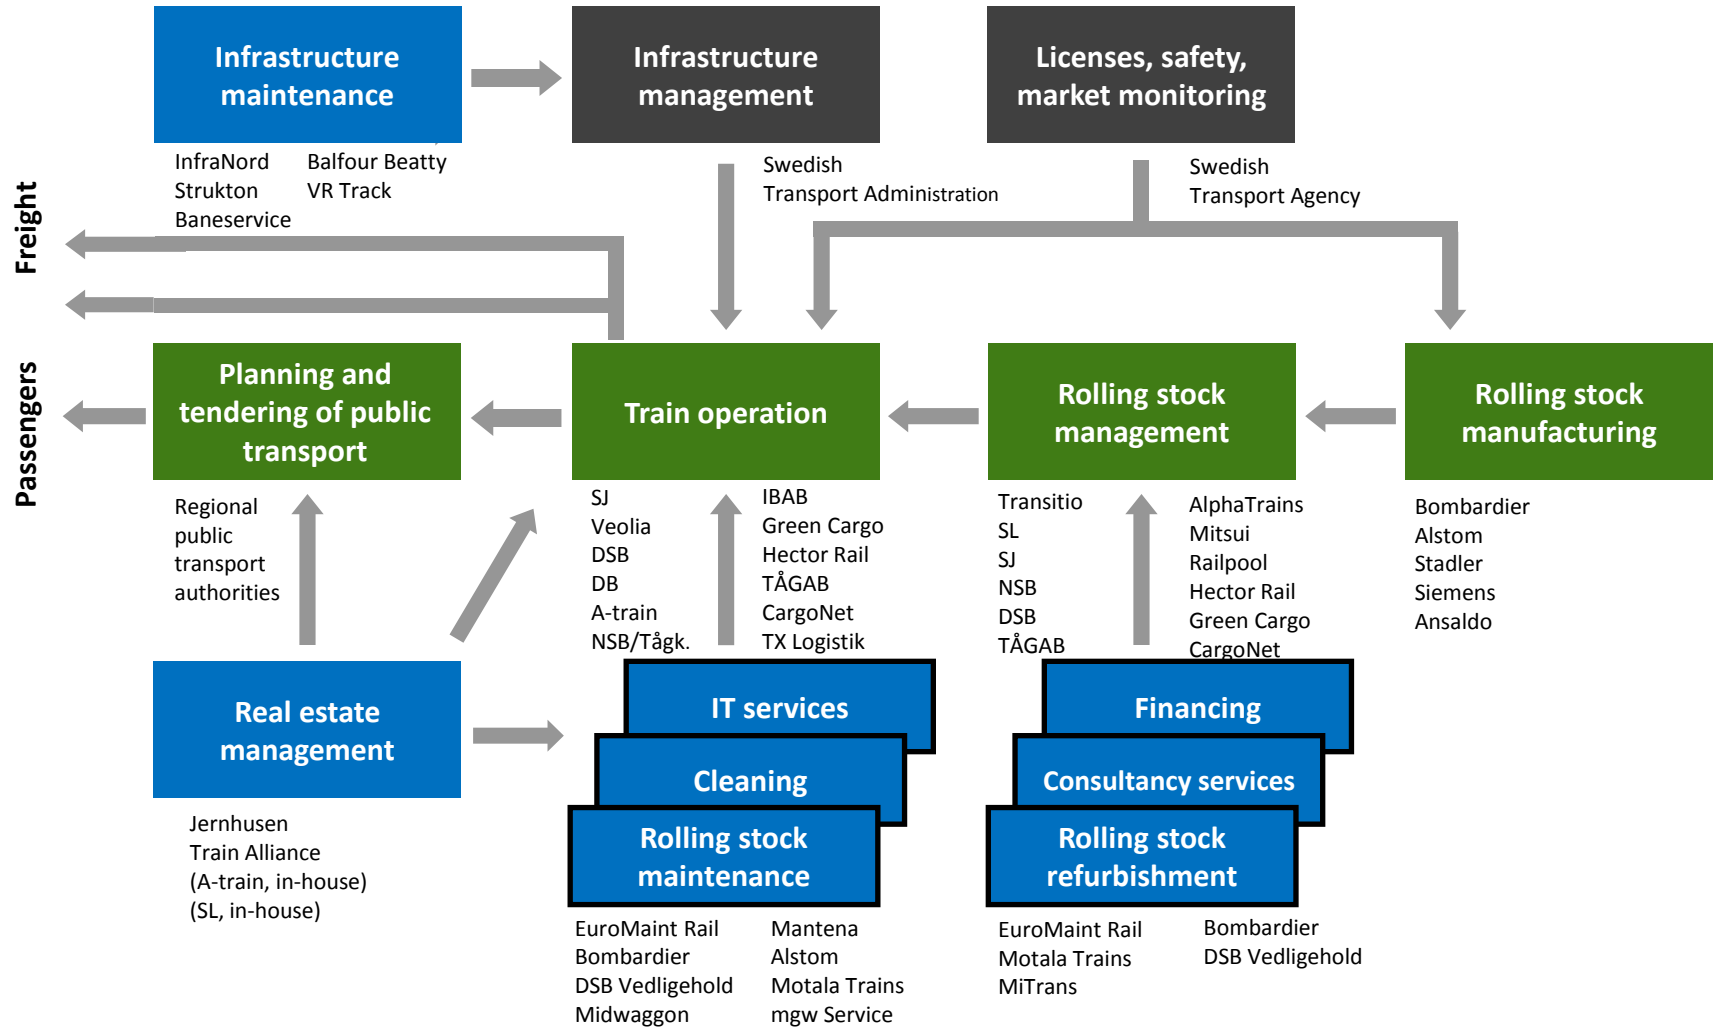 Infrastructure
maintenance
Infrastructure
management
Licenses, safety,
market monitoring
InfraNord
Strukton
Baneservice
Balfour Beatty
VR Track
Swedish
Transport Administration
Swedish
Transport Agency
Freight
Passengers
Planning and
tendering of public
transport
Train operation
Rolling stock
management
Rolling stock
manufacturing
Regional
public
transport
authorities
SJ
Veolia
DSB
DB
A-train
NSB/Tågk.
IBAB
Green Cargo
Hector Rail
TÅGAB
CargoNet
TX Logistik
Transitio
SL
SJ
NSB
DSB
TÅGAB
AlphaTrains
Mitsui
Railpool
Hector Rail
Green Cargo
CargoNet
Bombardier
Alstom
Stadler
Siemens
Ansaldo
Real estate
management
IT services
Cleaning
Rolling stock
maintenance
Financing
Consultancy services
Rolling stock
refurbishment
Jernhusen
Train Alliance
(A-train, in-house)
(SL, in-house)
EuroMaint Rail
Bombardier
DSB Vedligehold
Midwaggon
Mantena
Alstom
Motala Trains
mgw Service
EuroMaint Rail
Motala Trains
MiTrans
Bombardier
DSB Vedligehold